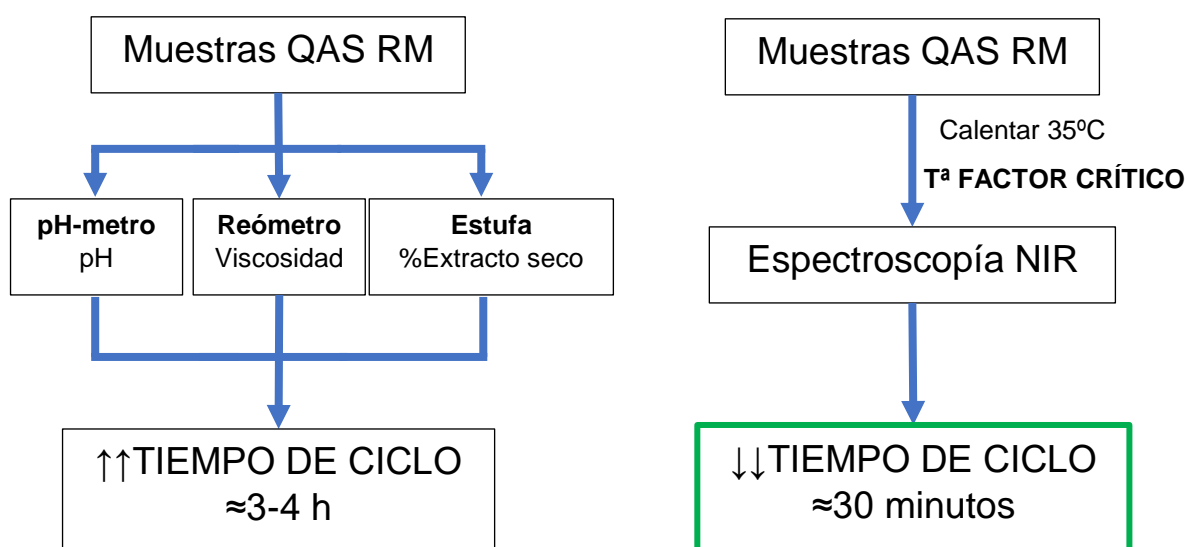 Muestras QAS RM
pH-metro
pH
Reómetro
Viscosidad
Estufa
%Extracto seco
↑↑TIEMPO DE CICLO
≈3-4 h
Muestras QAS RM
Calentar 35ºC
Tª FACTOR CRÍTICO
Espectroscopía NIR
↓↓TIEMPO DE CICLO
≈30 minutos